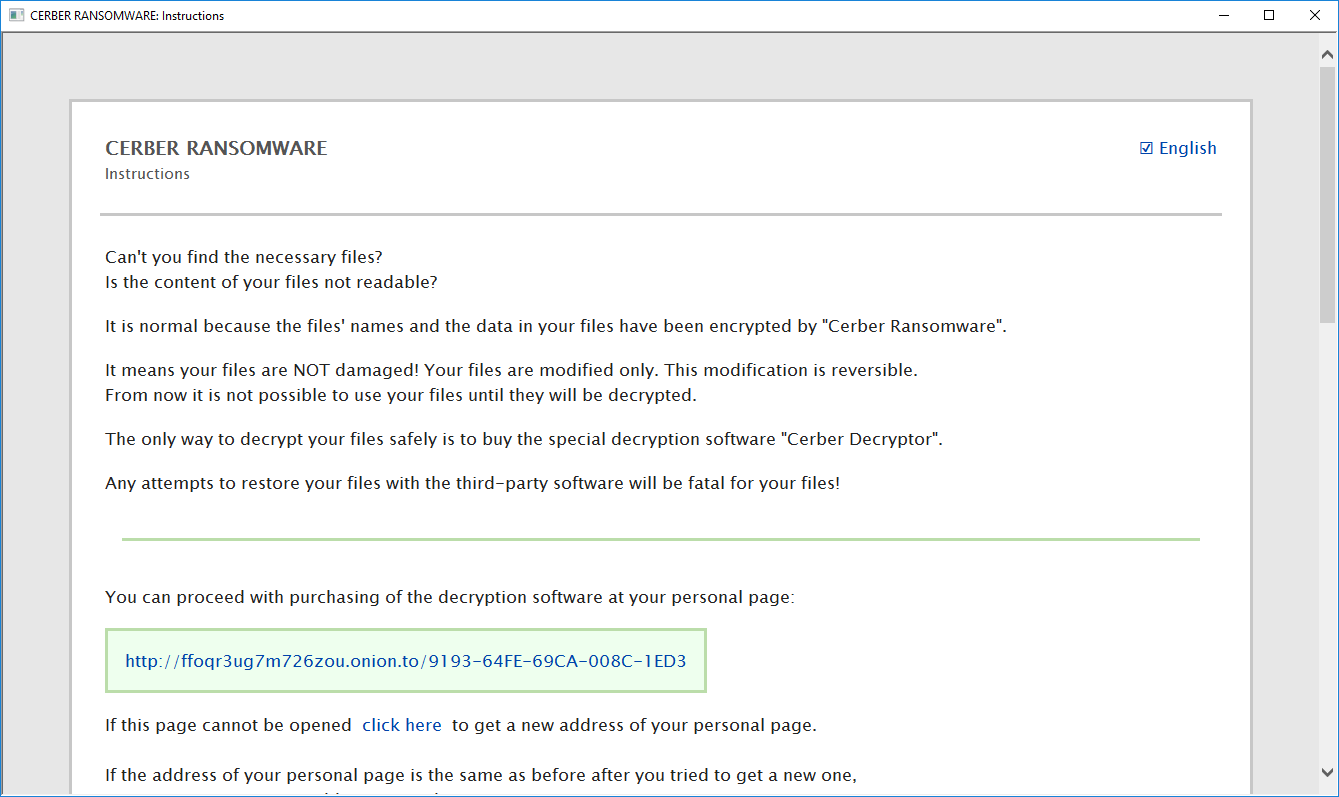 CERBER RANSOMWARE: Instructions
CERBER RANSOMWARE
☑ English
Instructions
Can't you find the necessary files?
Is the content of your files not readable?
It is normal because the files' names and the data in your files have been encrypted by "Cerber Ransomware".
It means your files are NOT damaged! Your files are modified only. This modification is reversible.
From now it is not possible to use your files until they will be decrypted.
The only way to decrypt your files safely is to buy the special decryption software "Cerber Decryptor".
Any attempts to restore your files with the third-party software will be fatal for your files!
You can proceed with purchasing of the decryption software at your personal page:
http://ffoqr3ug7m726zou.onion.to/9193-64FE-69CA-008C-1ED3
If this page cannot be opened click here to get a new address of your personal page.
If the address of your personal page is the same as before after you tried to get a new one,